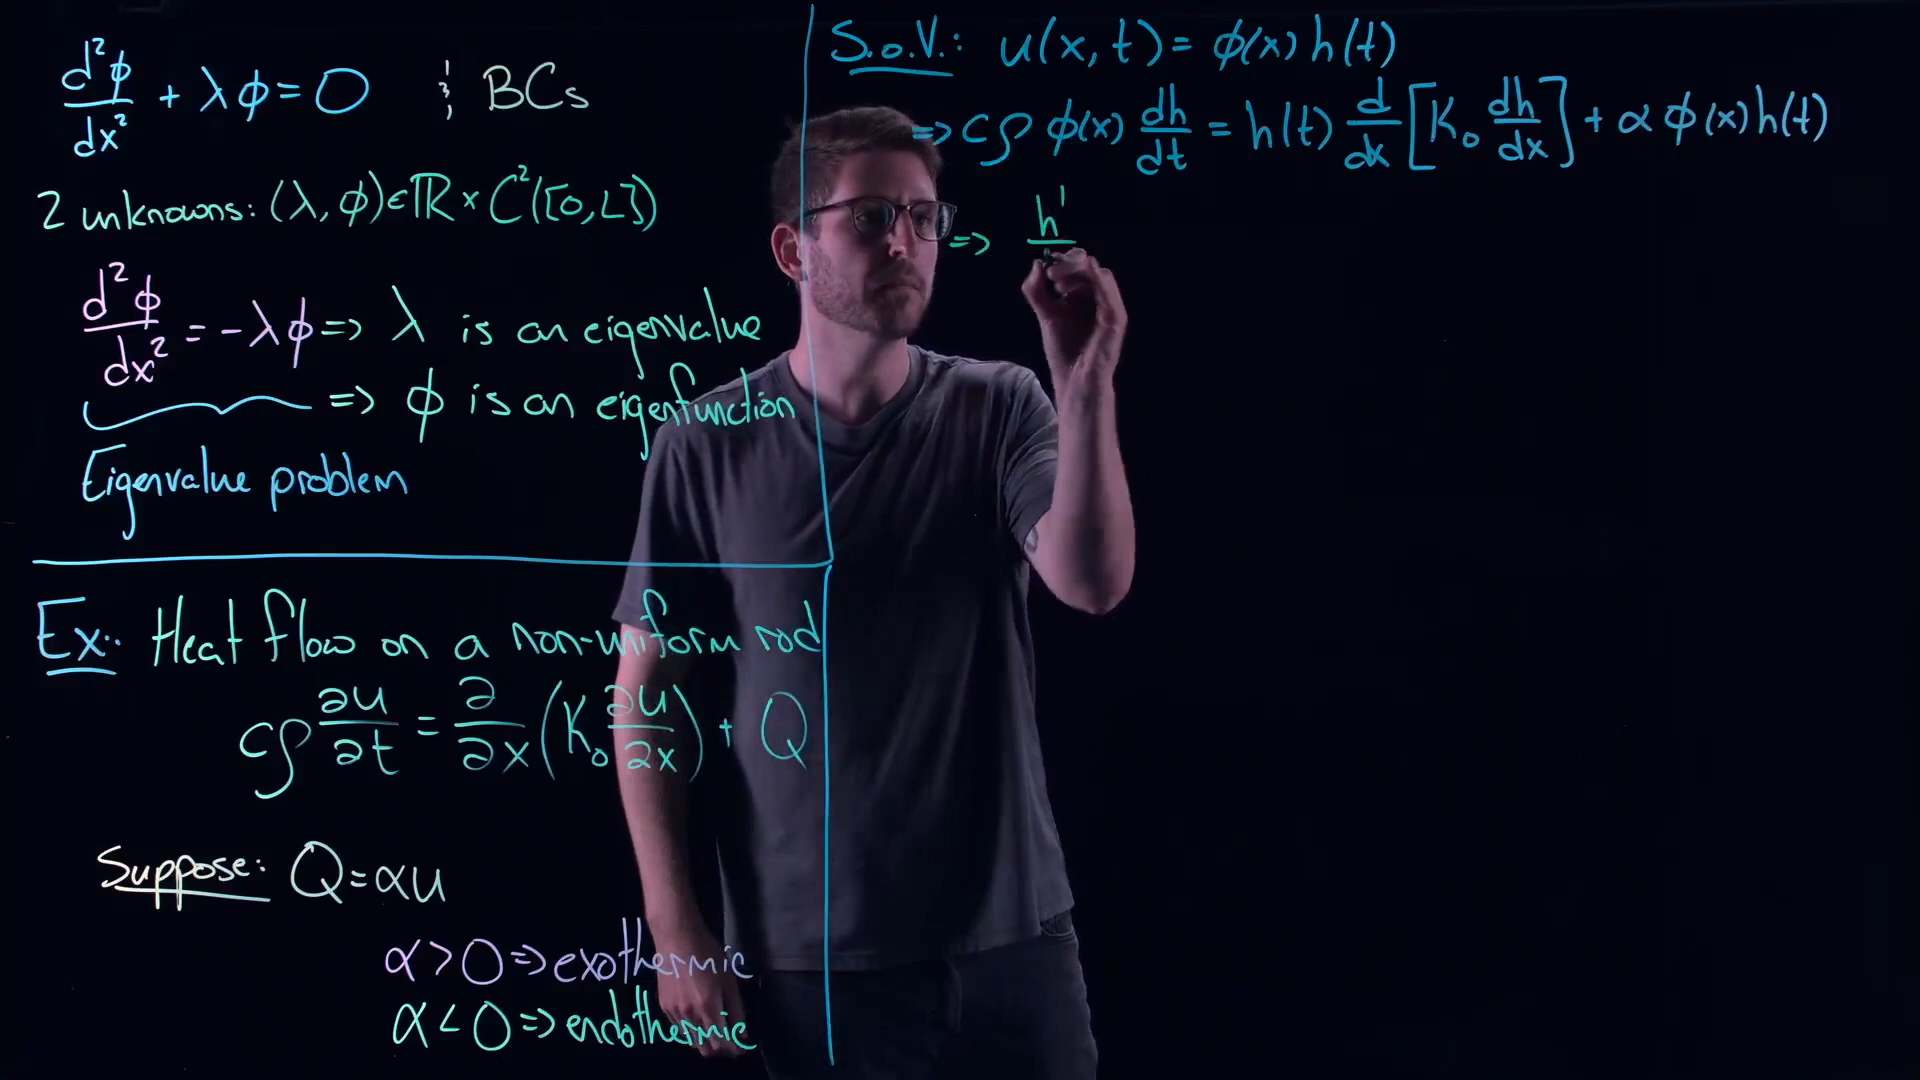 d²φ/dx² + λφ = 0 & BCs
2 unknowns: (λ, φ) ∈ ℝ × C²([0, L])
d²φ/dx² = -λφ => λ is an eigenvalue
=> φ is an eigenfunction
Eigenvalue problem
Ex: Heat flow on a non-uniform rod
cρ ∂u/∂t = ∂/∂x (K₀ ∂u/∂x) + Q
Suppose: Q = αu
α > 0 => exothermic
α < 0 => endothermic
S.o.V.: u(x, t) = φ(x) h(t)
=> cρ φ(x) dh/dt = h(t) d/dx [K₀ dh/dx] + α φ(x) h(t)
=> h'